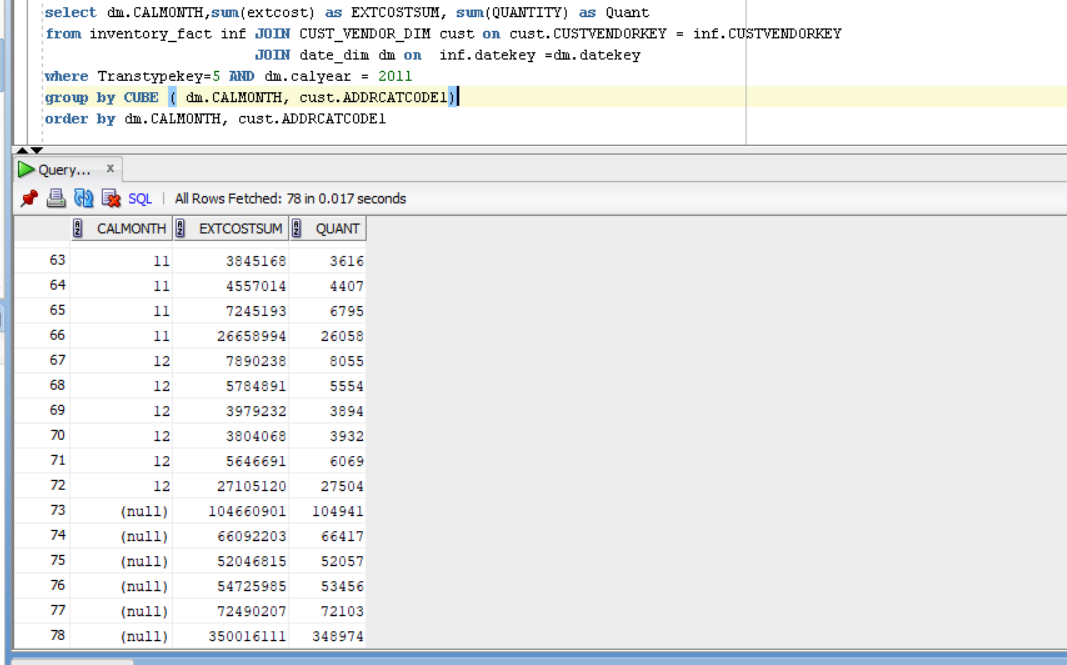 select dm.CALMONTH,sum(extcost) as EXTCOSTSUM, sum(QUANTITY) as Quant
from inventory_fact inf JOIN CUST_VENDOR_DIM cust on cust.CUSTVENDORKEY = inf.CUSTVENDORKEY
JOIN date_dim dm on inf.datekey =dm.datekey
where Transtypekey=5 AND dm.calyear = 2011
group by CUBE ( dm.CALMONTH, cust.ADDRCATCODE1)
order by dm.CALMONTH, cust.ADDRCATCODE1
Query... x
SQL | All Rows Fetched: 78 in 0.017 seconds
CALMONTH EXTCOSTSUM QUANT
63 11 3845168 3616
64 11 4557014 4407
65 11 7245193 6795
66 11 26658994 26058
67 12 7890238 8055
68 12 5784891 5554
69 12 3979232 3894
70 12 3804068 3932
71 12 5646691 6069
72 12 27105120 27504
73 (null) 104660901 104941
74 (null) 66092203 66417
75 (null) 52046815 52057
76 (null) 54725985 53456
77 (null) 72490207 72103
78 (null) 350016111 348974